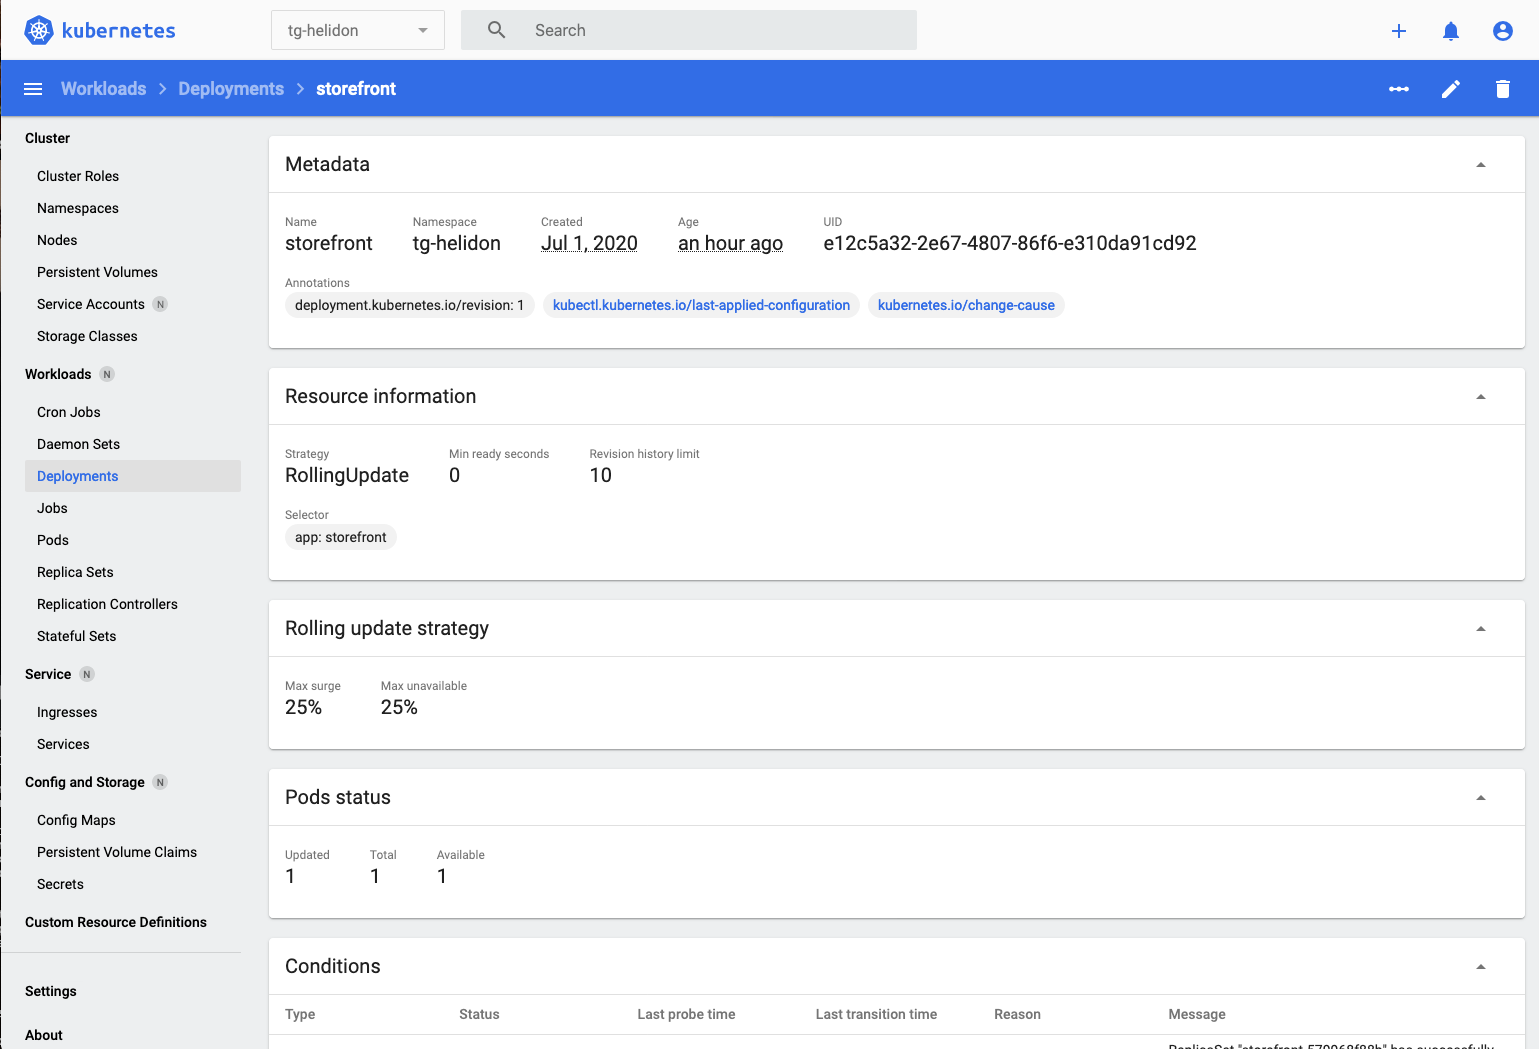 kubernetes
tg-helidon
Search
Workloads
Deployments
storefront
Cluster
Cluster Roles
Namespaces
Nodes
Persistent Volumes
Service Accounts N
Storage Classes
Workloads N
Cron Jobs
Daemon Sets
Deployments
Jobs
Pods
Replica Sets
Replication Controllers
Stateful Sets
Service N
Ingresses
Services
Config and Storage N
Config Maps
Persistent Volume Claims
Secrets
Custom Resource Definitions
Settings
About
Metadata
Name
storefront
Namespace
tg-helidon
Created
Jul 1, 2020
Age
an hour ago
UID
e12c5a32-2e67-4807-86f6-e310da91cd92
Annotations
deployment.kubernetes.io/revision: 1
kubectl.kubernetes.io/last-applied-configuration
kubernetes.io/change-cause
Resource information
Strategy
RollingUpdate
Min ready seconds
0
Revision history limit
10
Selector
app: storefront
Rolling update strategy
Max surge
25%
Max unavailable
25%
Pods status
Updated
1
Total
1
Available
1
Conditions
Type Status Last probe time Last transition time Reason Message
has successfully